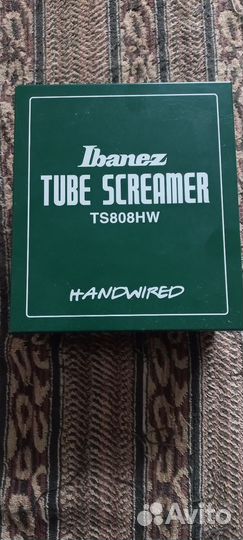 Ibanez
TUBE SCREAMER
TS808HW
HANDWIRED
Avito